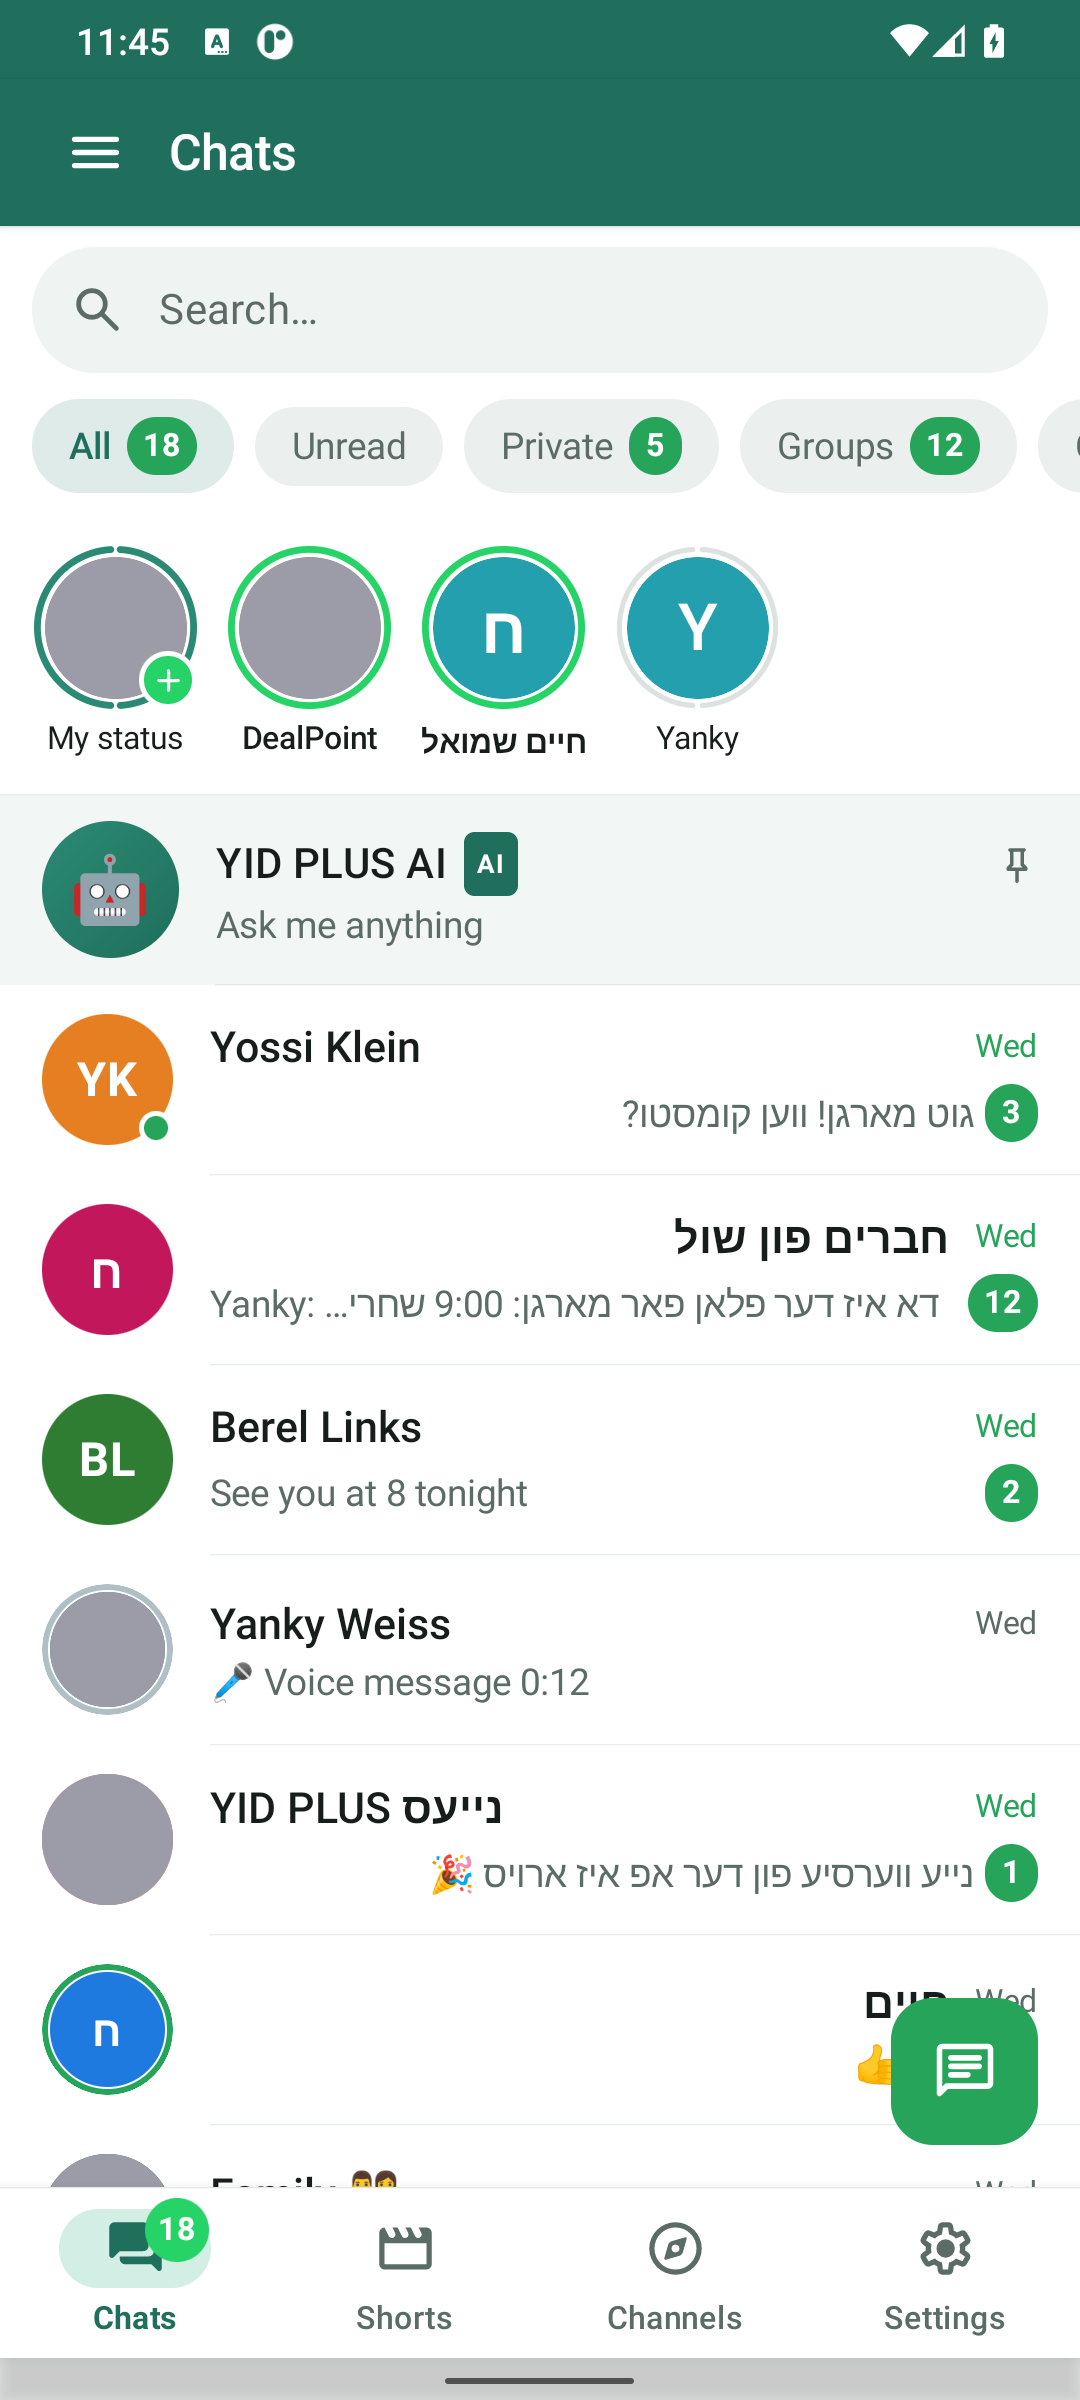 11:45
Chats
Search...
All 18
Unread
Private 5
Groups 12
My status
DealPoint
ח
חיים שמואל
Y
Yanky
YID PLUS AI AI
Ask me anything
YK
Yossi Klein
Wed
גוט מארגן! ווען קומסטו?
3
ח
חברים פון שול
Wed
Yanky: דא איז דער פלאן פאר מארגן: 9:00 שחרי...
12
BL
Berel Links
Wed
See you at 8 tonight
2
Yanky Weiss
Wed
Voice message 0:12
YID PLUS נייעס
Wed
נייע ווערסיע פון דער אפ איז ארויס
1
ח
Wed
18
Chats
Shorts
Channels
Settings